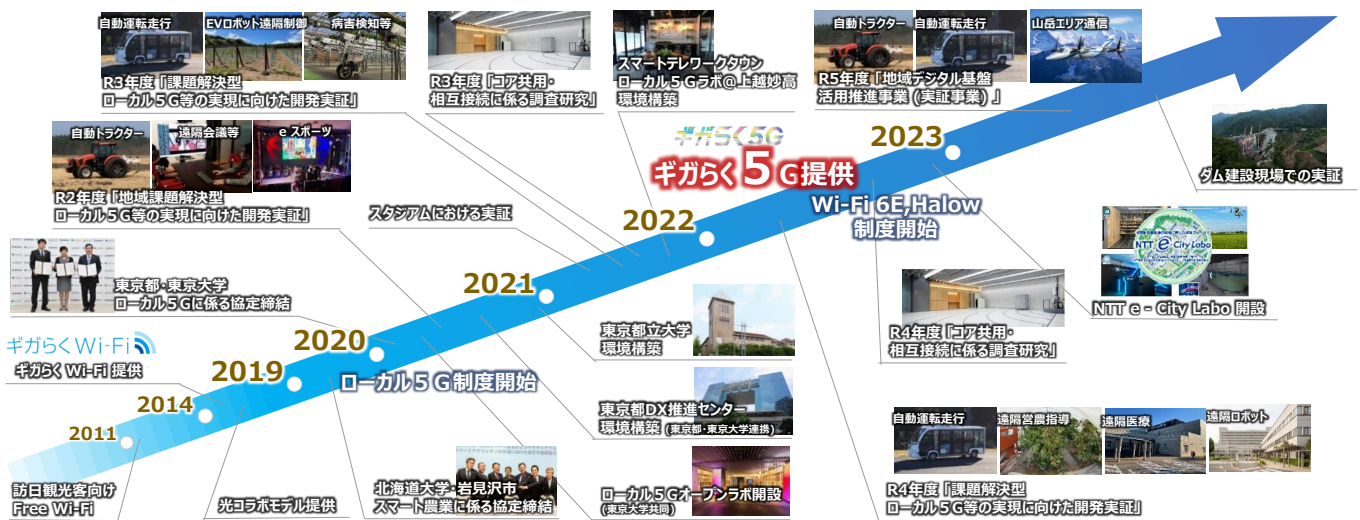 自動運転走行
EVロボット遠隔制御
病害検知等
R3年度「課題解決型
ローカル5G等の実現に向けた開発実証」
R3年度「コア共用・
相互接続に係る調査研究」
スマートテレワークタウン
ローカル5Gラボ@上越妙高
環境構築
自動トラクター
自動運転走行
山岳エリア通信
R5年度「地域デジタル基盤
活用推進事業(実証事業)」
自動トラクター
遠隔会議等
eスポーツ
R2年度「地域課題解決型
ローカル5G等の実現に向けた開発実証」
スタジアムにおける実証
ギガらく5G
ギガらく5G提供
2023
ダム建設現場での実証
Wi-Fi 6E,Halow
制度開始
2022
東京都・東京大学
ローカル5Gに係る協定締結
2021
NTT e City Labo
NTT e - City Labo 開設
R4年度「コア共用・
相互接続に係る調査研究」
東京都立大学
環境構築
ギガらくWi-Fi
ギガらく Wi-Fi 提供
2020
ローカル5G制度開始
2019
2014
2011
東京都DX推進センター
環境構築(東京都・東京大学連携)
自動運転走行
遠隔営農指導
遠隔医療
遠隔ロボット
R4年度「課題解決型
ローカル5G等の実現に向けた開発実証」
訪日観光客向け
Free Wi-Fi
光コラボモデル提供
北海道大学・岩見沢市
スマート農業に係る協定締結
ローカル5Gオープンラボ開設
(東京大学共同)